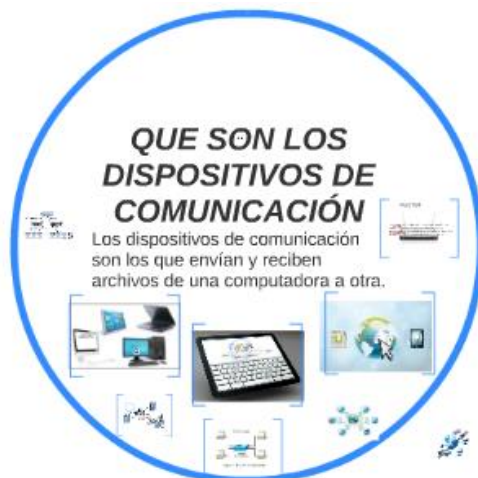 QUE SON LOS
DISPOSITIVOS DE
COMUNICACIÓN
Los dispositivos de comunicación
son los que envían y reciben
archivos de una computadora a otra.